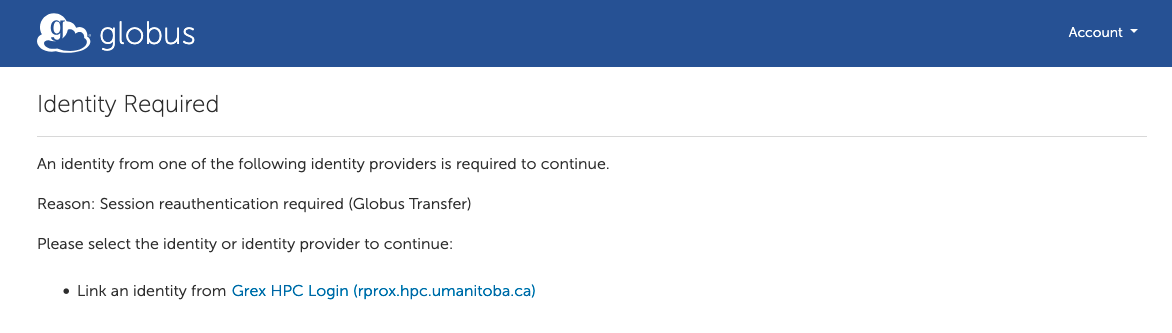 globus
Account
Identity Required
An identity from one of the following identity providers is required to continue.
Reason: Session reauthentication required (Globus Transfer)
Please select the identity or identity provider to continue:
• Link an identity from Grex HPC Login (rprox.hpc.umanitoba.ca)